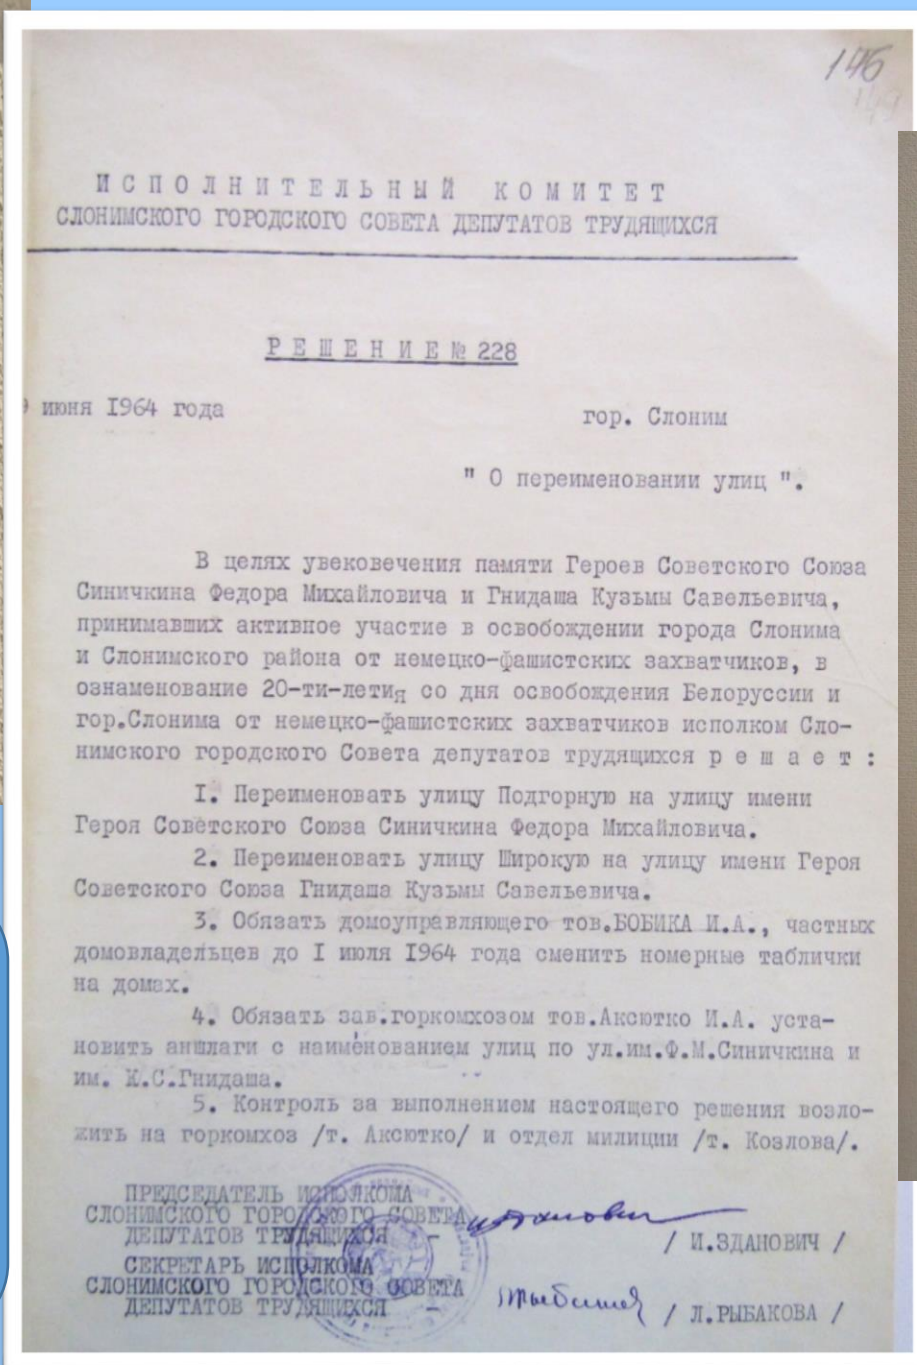 146
И С П О Л Н И Т Е Л Ь Н Ы Й К О М И Т Е Т
СЛОНИМСКОГО ГОРОДСКОГО СОВЕТА ДЕПУТАТОВ ТРУДЯЩИХСЯ
Р Е Ш Е Н И Е № 228
9 июня 1964 года
гор. Слоним
" О переименовании улиц ".
В целях увековечения памяти Героев Советского Союза
Синичкина Федора Михайловича и Гнидаша Кузьмы Савельевича,
принимавших активное участие в освобождении города Слонима
и Слонимского района от немецко-фашистских захватчиков, в
ознаменование 20-ти-летия со дня освобождения Белоруссии и
гор.Слонима от немецко-фашистских захватчиков исполком Сло-
нимского городского Совета депутатов трудящихся р е ш а е т :
I. Переименовать улицу Подгорную на улицу имени
Героя Советского Союза Синичкина Федора Михайловича.
2. Переименовать улицу Широкую на улицу имени Героя
Советского Союза Гнидаша Кузьмы Савельевича.
3. Обязать домоуправляющего тов.БОБИКА И.А., частных
домовладельцев до I июля 1964 года сменить номерные таблички
на домах.
4. Обязать зав.горкомхозом тов.Аксютко И.А. уста-
новить аншлаги с наименованием улиц по ул.им.Ф.М.Синичкина и
им. К.С.Гнидаша.
5. Контроль за выполнением настоящего решения возло-
жить на горкомхоз /т. Аксютко/ и отдел милиции /т. Козлова/.
ПРЕДСЕДАТЕЛЬ ИСПОЛКОМА
СЛОНИМСКОГО ГОРОДСКОГО СОВЕТА
ДЕПУТАТОВ ТРУДЯЩИХСЯ -
/ И.ЗДАНОВИЧ /
СЕКРЕТАРЬ ИСПОЛКОМА
СЛОНИМСКОГО ГОРОДСКОГО СОВЕТА
ДЕПУТАТОВ ТРУДЯЩИХСЯ -
/ Л.РЫБАКОВА /